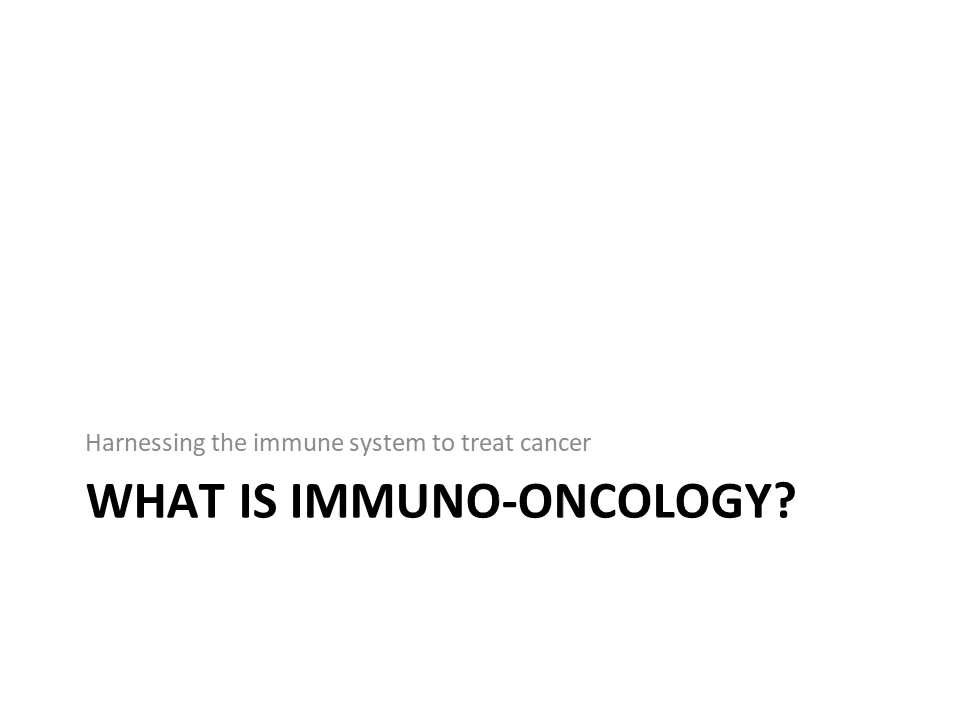 Harnessing the immune system to treat cancer
WHAT IS IMMUNO-ONCOLOGY?